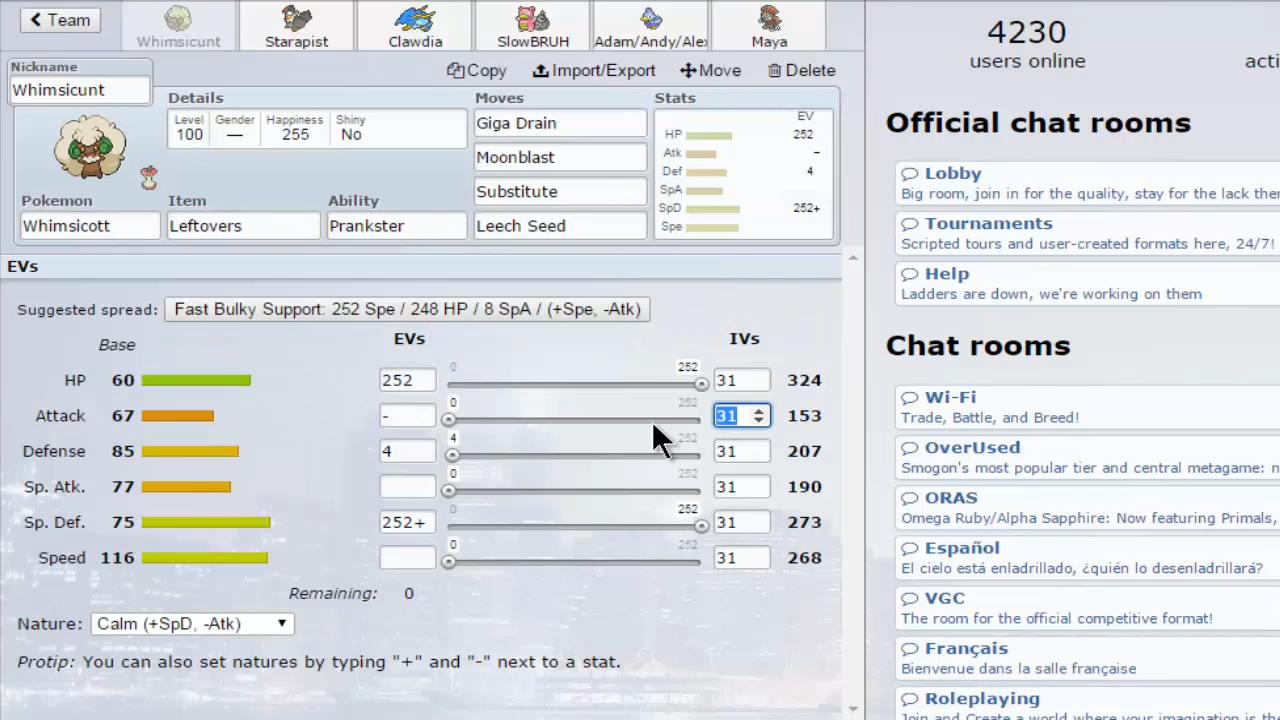 Team
Whimsicunt
Starapist
Clawdia
SlowBRUH
Adam/Andy/Ale
Maya
Nickname
Whimsicunt
Copy
Import/Export
Move
Delete
Details
Level
100
Gender
—
Happiness
255
Shiny
No
Pokemon
Whimsicott
Item
Leftovers
Ability
Prankster
Moves
Giga Drain
Moonblast
Substitute
Leech Seed
Stats
EV
HP 252
Atk -
Def 4
SpA
SpD 252+
Spe
EVs
Suggested spread: Fast Bulky Support: 252 Spe / 248 HP / 8 SpA / (+Spe, -Atk)
Base EVs IVs
HP 60 252 0 252 31 324
Attack 67 - 0 252 31 153
Defense 85 4 4 252 31 207
Sp. Atk. 77 0 252 31 190
Sp. Def. 75 252+ 0 252 31 273
Speed 116 0 252 31 268
Remaining: 0
Nature: Calm (+SpD, -Atk)
Protip: You can also set natures by typing "+" and "-" next to a stat.
4230
users online
acti
Official chat rooms
Lobby
Big room, join in for the quality, stay for the lack ther
Tournaments
Scripted tours and user-created formats here, 24/7!
Help
Ladders are down, we're working on them
Chat rooms
Wi-Fi
Trade, Battle, and Breed!
OverUsed
Smogon's most popular tier and central metagame: n
ORAS
Omega Ruby/Alpha Sapphire: Now featuring Primals,
Español
El cielo está enladrillado, ¿quién lo desenladrillará?
VGC
The room for the official competitive format!
Français
Bienvenue dans la salle française
Roleplaying
Join and Create a world where your imagination is the